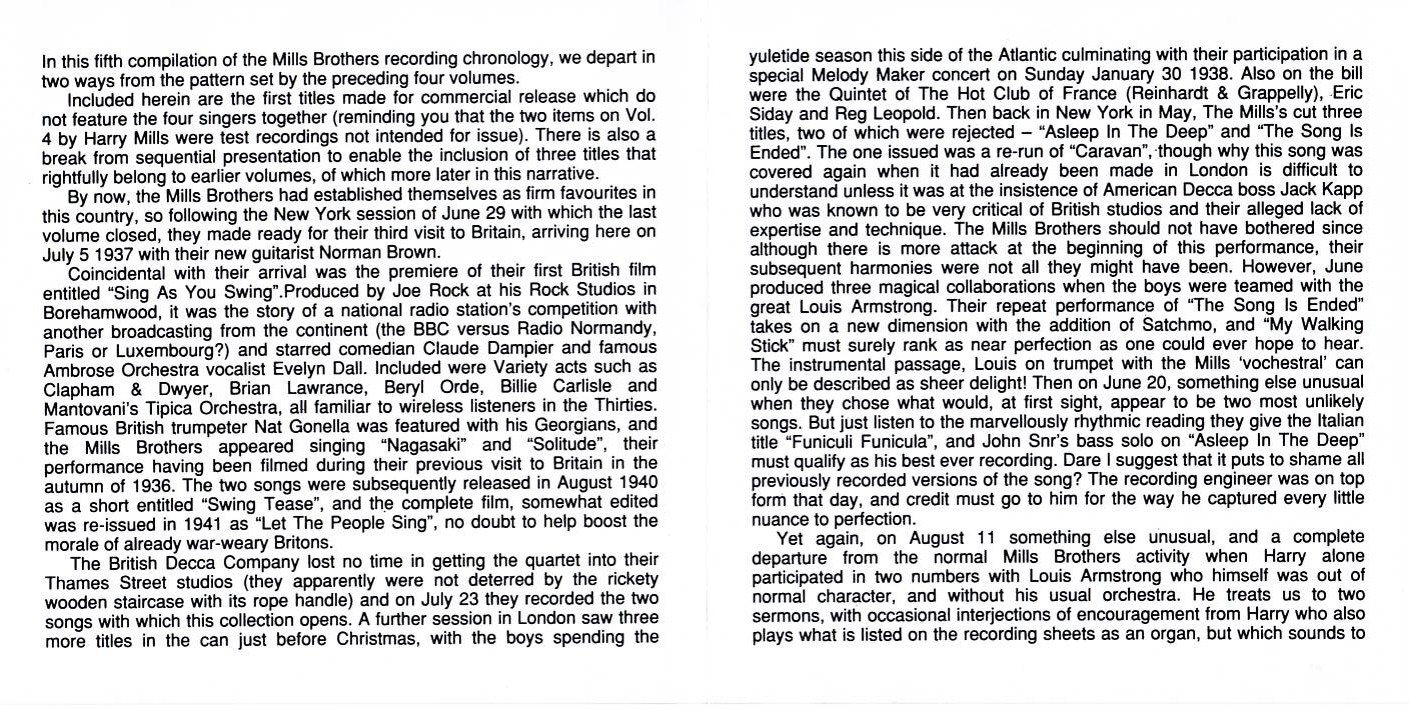 In this fifth compilation of the Mills Brothers recording chronology, we depart in
two ways from the pattern set by the preceding four volumes.
Included herein are the first titles made for commercial release which do
not feature the four singers together (reminding you that the two items on Vol.
4 by Harry Mills were test recordings not intended for issue). There is also a
break from sequential presentation to enable the inclusion of three titles that
rightfully belong to earlier volumes, of which more later in this narrative.
By now, the Mills Brothers had established themselves as firm favourites in
this country, so following the New York session of June 29 with which the last
volume closed, they made ready for their third visit to Britain, arriving here on
July 5 1937 with their new guitarist Norman Brown.
Coincidental with their arrival was the premiere of their first British film
entitled “Sing As You Swing”.Produced by Joe Rock at his Rock Studios in
Borehamwood, it was the story of a national radio station's competition with
another broadcasting from the continent (the BBC versus Radio Normandy,
Paris or Luxembourg?) and starred comedian Claude Dampier and famous
Ambrose Orchestra vocalist Evelyn Dall. Included were Variety acts such as
Clapham & Dwyer, Brian Lawrance, Beryl Orde, Billie Carlisle and
Mantovani's Tipica Orchestra, all familiar to wireless listeners in the Thirties.
Famous British trumpeter Nat Gonella was featured with his Georgians, and
the Mills Brothers appeared singing “Nagasaki” and “Solitude”, their
performance having been filmed during their previous visit to Britain in the
autumn of 1936. The two songs were subsequently released in August 1940
as a short entitled “Swing Tease”, and the complete film, somewhat edited
was re-issued in 1941 as “Let The People Sing”, no doubt to help boost the
morale of already war-weary Britons.
The British Decca Company lost no time in getting the quartet into their
Thames Street studios (they apparently were not deterred by the rickety
wooden staircase with its rope handle) and on July 23 they recorded the two
songs with which this collection opens. A further session in London saw three
more titles in the can just before Christmas, with the boys spending the
yuletide season this side of the Atlantic culminating with their participation in a
special Melody Maker concert on Sunday January 30 1938. Also on the bill
were the Quintet of The Hot Club of France (Reinhardt & Grappelly), Eric
Siday and Reg Leopold. Then back in New York in May, The Mills's cut three
titles, two of which were rejected – “Asleep In The Deep” and “The Song Is
Ended”. The one issued was a re-run of “Caravan”, though why this song was
covered again when it had already been made in London is difficult to
understand unless it was at the insistence of American Decca boss Jack Kapp
who was known to be very critical of British studios and their alleged lack of
expertise and technique. The Mills Brothers should not have bothered since
although there is more attack at the beginning of this performance, their
subsequent harmonies were not all they might have been. However, June
produced three magical collaborations when the boys were teamed with the
great Louis Armstrong. Their repeat performance of “The Song Is Ended”
takes on a new dimension with the addition of Satchmo, and “My Walking
Stick” must surely rank as near perfection as one could ever hope to hear.
The instrumental passage, Louis on trumpet with the Mills ‘vochestral’ can
only be described as sheer delight! Then on June 20, something else unusual
when they chose what would, at first sight, appear to be two most unlikely
songs. But just listen to the marvellously rhythmic reading they give the Italian
title “Funiculi Funicula”, and John Snr's bass solo on “Asleep In The Deep”
must qualify as his best ever recording. Dare I suggest that it puts to shame all
previously recorded versions of the song? The recording engineer was on top
form that day, and credit must go to him for the way he captured every little
nuance to perfection.
Yet again, on August 11 something else unusual, and a complete
departure from the normal Mills Brothers activity when Harry alone
participated in two numbers with Louis Armstrong who himself was out of
normal character, and without his usual orchestra. He treats us to two
sermons, with occasional interjections of encouragement from Harry who also
plays what is listed on the recording sheets as an organ, but which sounds to